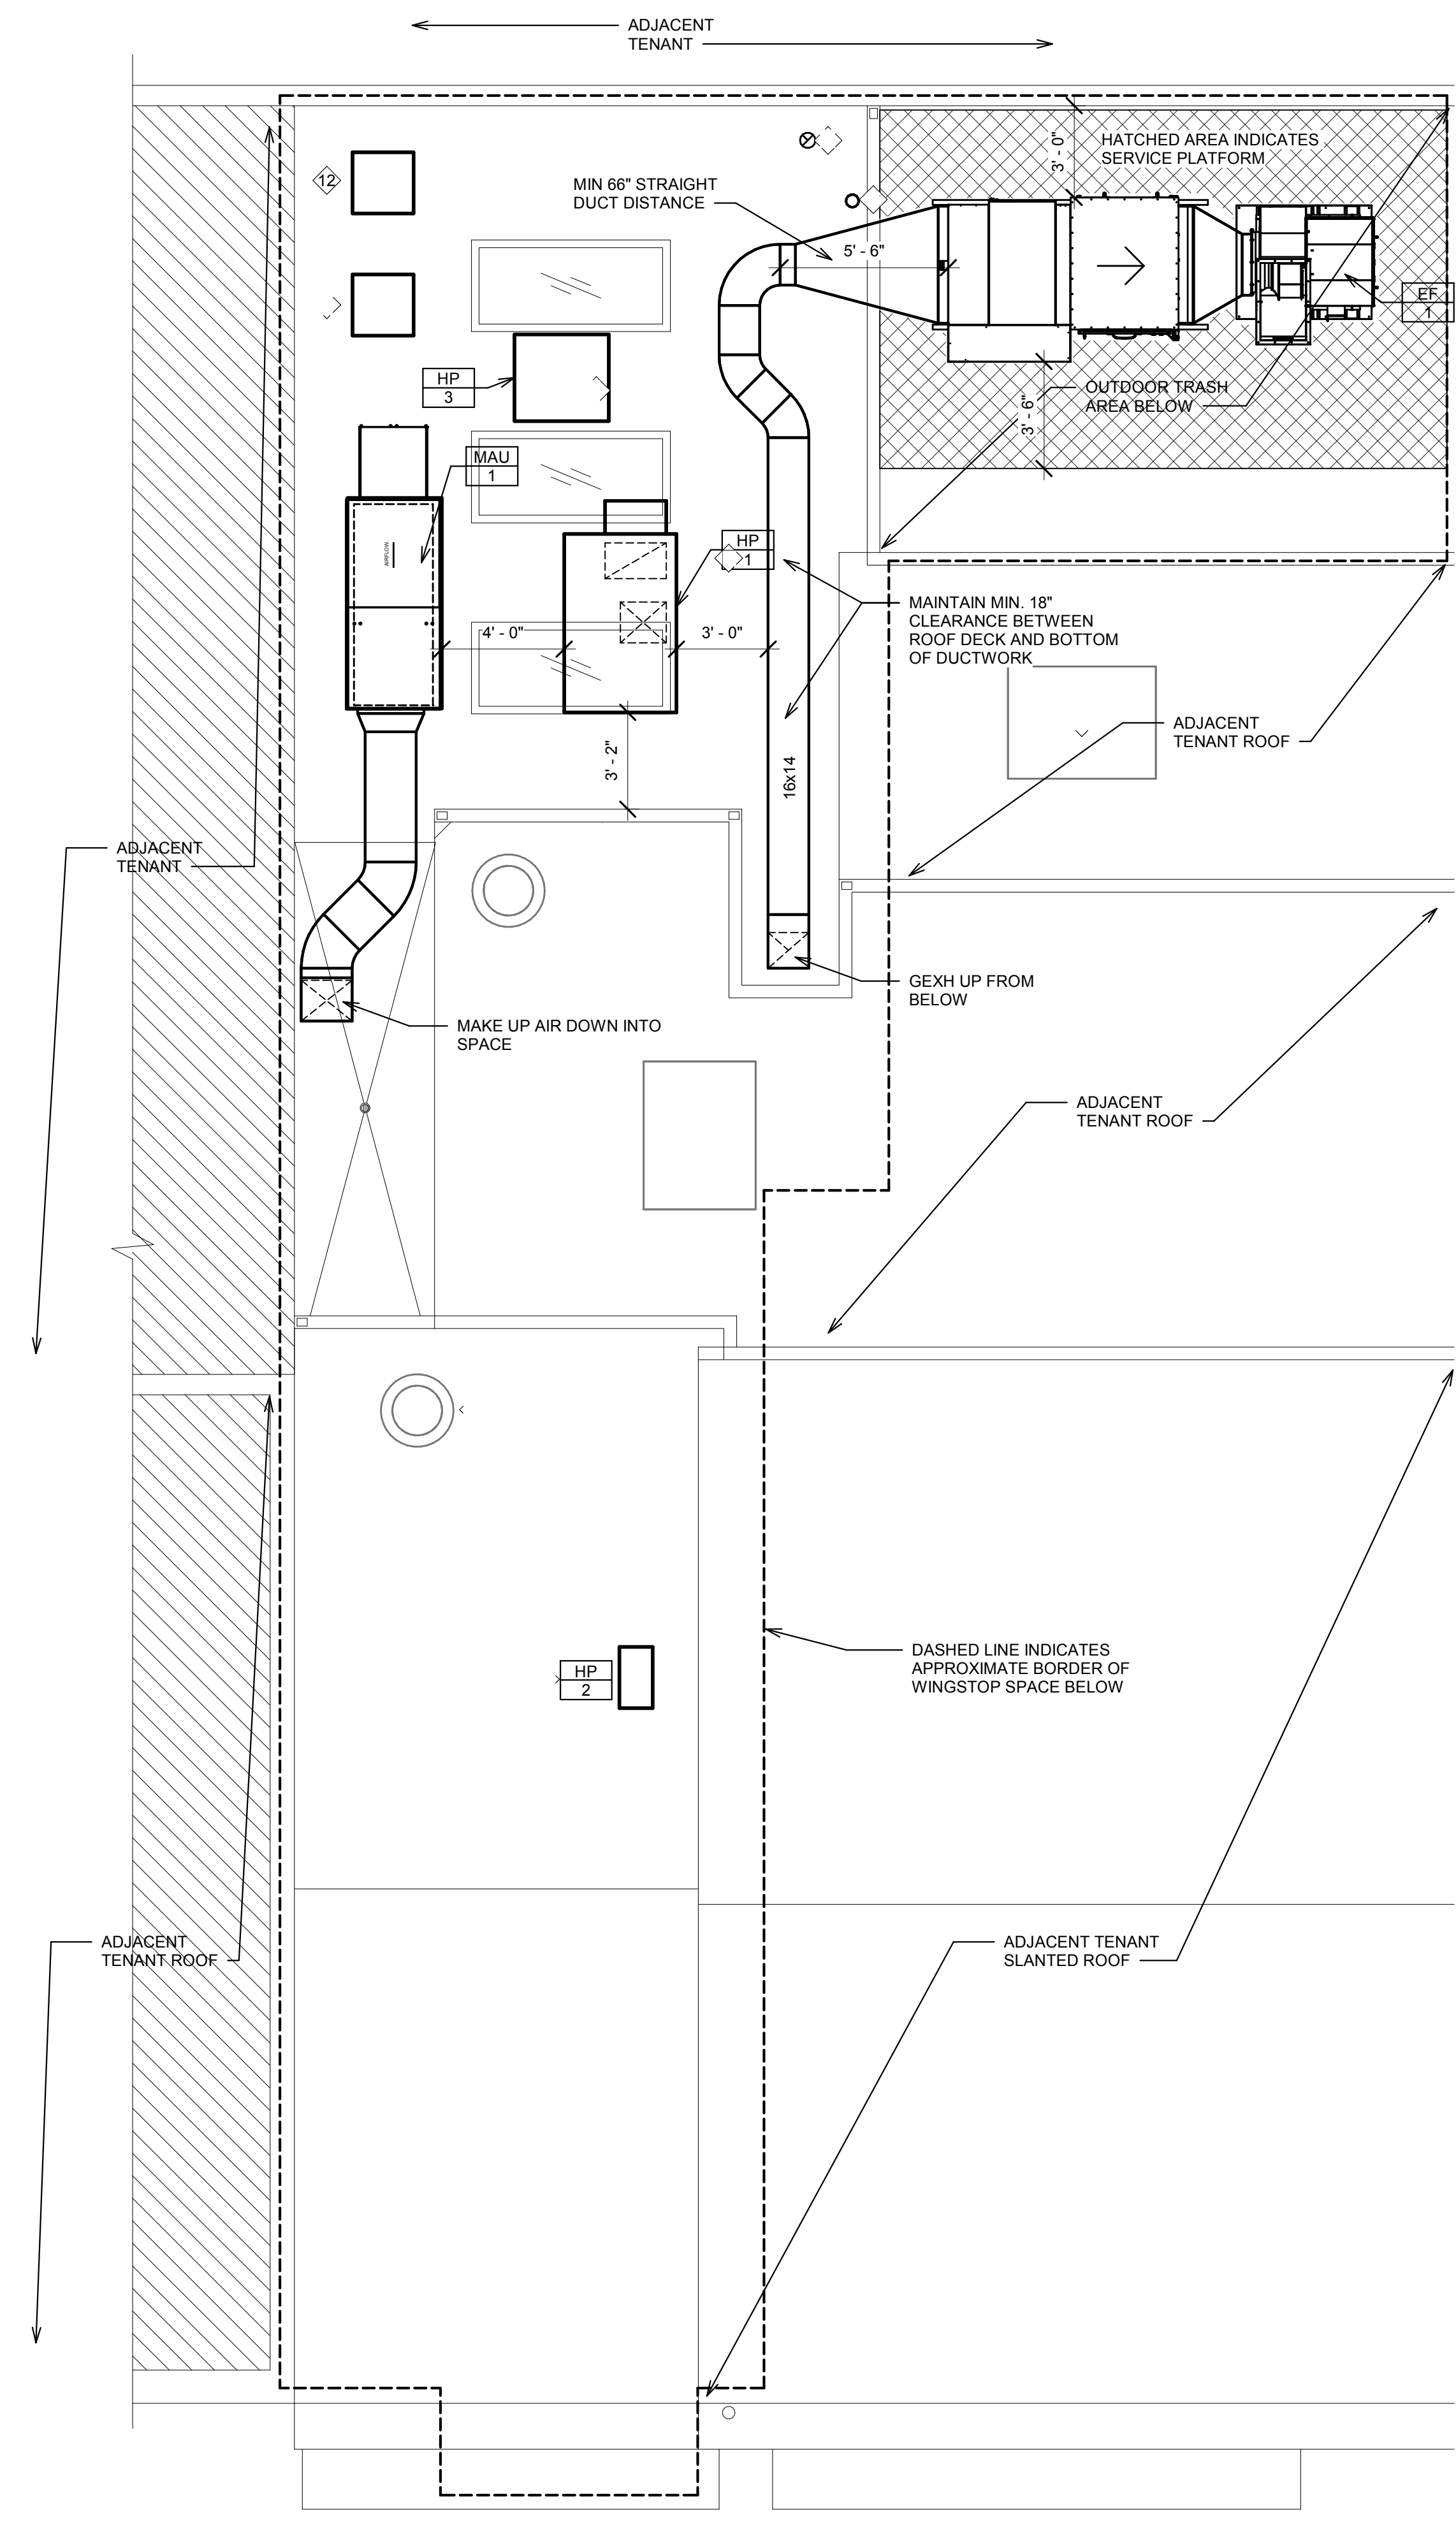 ADJACENT
TENANT
HATCHED AREA INDICATES
SERVICE PLATFORM
3' - 0"
12
MIN 66" STRAIGHT
DUCT DISTANCE
5' - 6"
EF
1
HP
3
OUTDOOR TRASH
AREA BELOW
3' - 6"
MAU
1
AIRFLOW
HP
1
MAINTAIN MIN. 18"
CLEARANCE BETWEEN
ROOF DECK AND BOTTOM
OF DUCTWORK
4' - 0"
3' - 0"
ADJACENT
TENANT ROOF
3' - 2"
16x14
ADJACENT
TENANT
GEXH UP FROM
BELOW
MAKE UP AIR DOWN INTO
SPACE
ADJACENT
TENANT ROOF
DASHED LINE INDICATES
APPROXIMATE BORDER OF
WINGSTOP SPACE BELOW
HP
2
ADJACENT
TENANT ROOF
ADJACENT TENANT
SLANTED ROOF